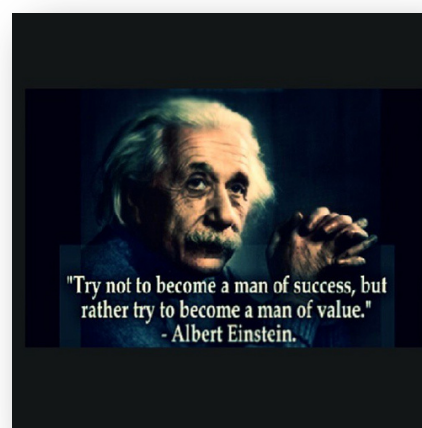 "Try not to become a man of success, but
rather try to become a man of value."
- Albert Einstein.